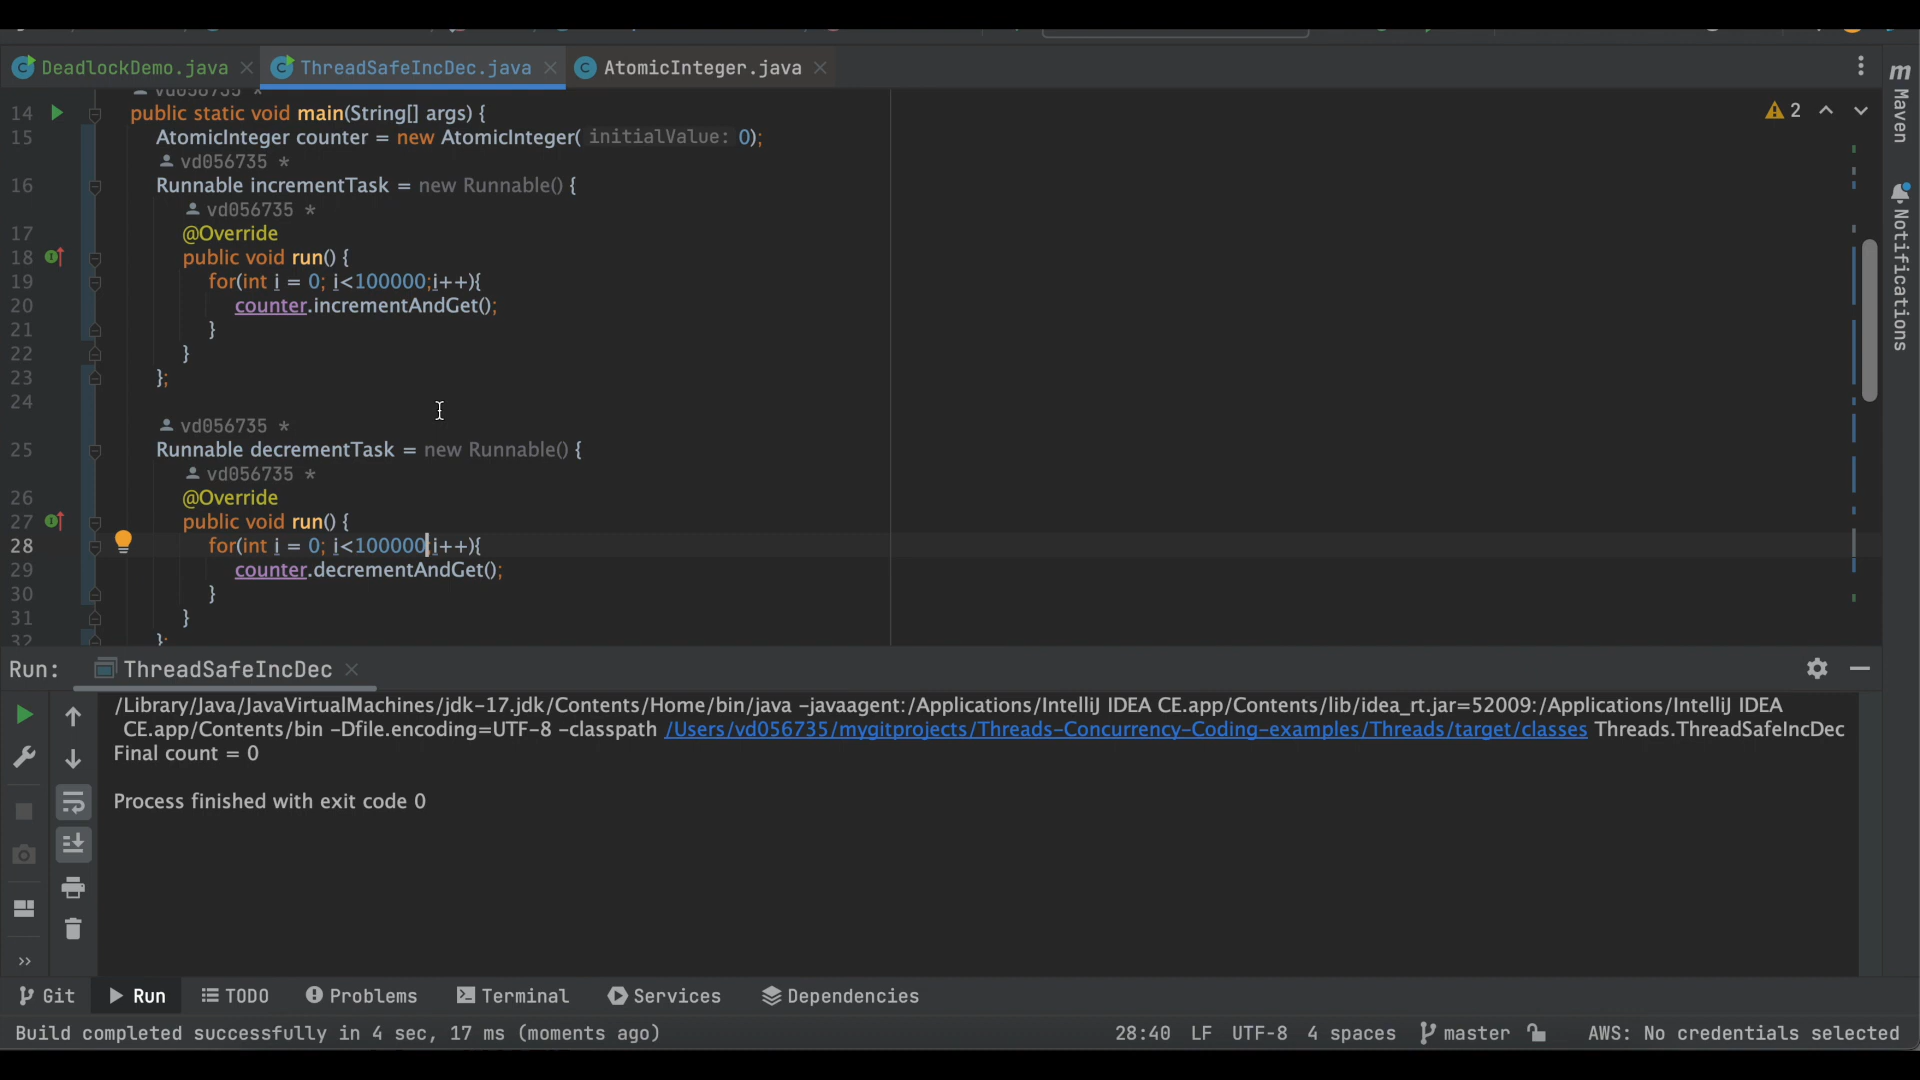 DeadlockDemo.java
ThreadSafeIncDec.java
AtomicInteger.java
vd056735 *
14 public static void main(String[] args) {
2
15 AtomicInteger counter = new AtomicInteger( initialValue: 0);
vd056735 *
16 Runnable incrementTask = new Runnable() {
vd056735 *
17 @Override
18 public void run() {
19 for(int i = 0; i<100000;i++){
20 counter.incrementAndGet();
21 }
22 }
23 };
24
vd056735 *
25 Runnable decrementTask = new Runnable() {
vd056735 *
26 @Override
27 public void run() {
28 for(int i = 0; i<100000;i++){
29 counter.decrementAndGet();
30 }
31 }
32 };
m Maven
Notifications
Run: ThreadSafeIncDec
/Library/Java/JavaVirtualMachines/jdk-17.jdk/Contents/Home/bin/java -javaagent:/Applications/IntelliJ IDEA CE.app/Contents/lib/idea_rt.jar=52009:/Applications/IntelliJ IDEA
CE.app/Contents/bin -Dfile.encoding=UTF-8 -classpath /Users/vd056735/mygitprojects/Threads-Concurrency-Coding-examples/Threads/target/classes Threads.ThreadSafeIncDec
Final count = 0
Process finished with exit code 0
Git Run TODO Problems Terminal Services Dependencies
Build completed successfully in 4 sec, 17 ms (moments ago) 28:40 LF UTF-8 4 spaces master AWS: No credentials selected